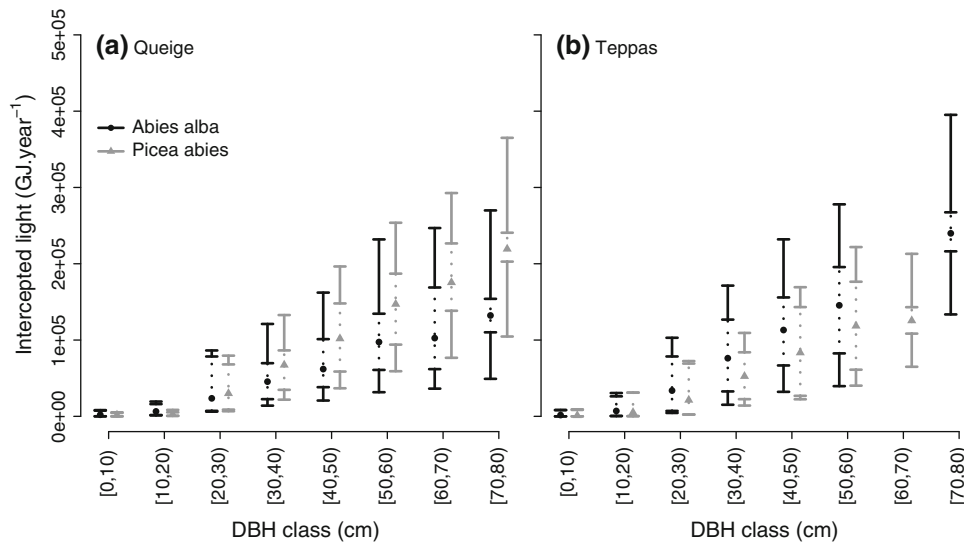 (a) Queige
(b) Teppas
Intercepted light (GJ.year⁻¹)
5e+05
4e+05
3e+05
2e+05
1e+05
0e+00
Abies alba
Picea abies
[0,10)
[10,20)
[20,30)
[30,40)
[40,50)
[50,60)
[60,70)
[70,80)
[0,10)
[10,20)
[20,30)
[30,40)
[40,50)
[50,60)
[60,70)
[70.80)
DBH class (cm)
DBH class (cm)